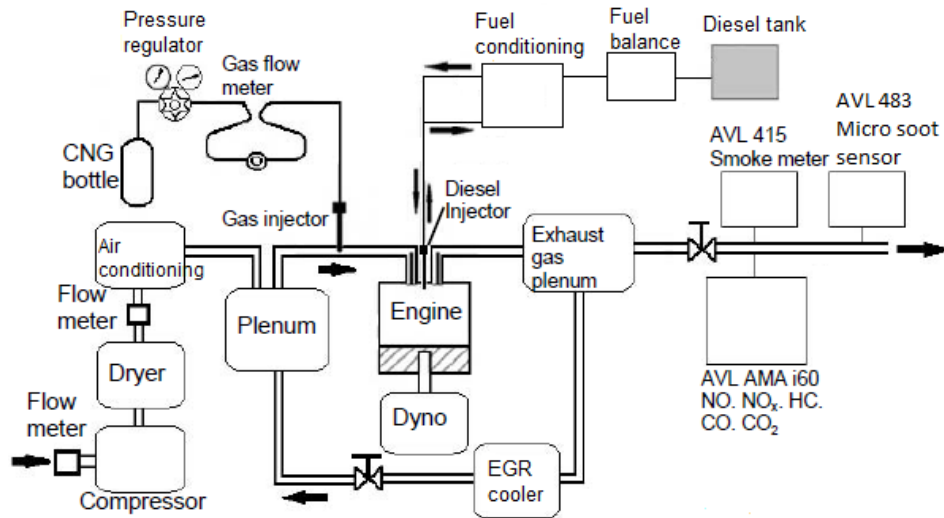 Pressure
regulator
Gas flow
meter
Fuel
conditioning
Fuel
balance
Diesel tank
AVL 415
Smoke meter
AVL 483
Micro soot
sensor
CNG
bottle
Gas injector
Diesel
Injector
Air
conditioning
Exhaust
gas
plenum
Flow
meter
Plenum
Engine
Dryer
AVL AMA i60
NO. NOₓ. HC.
CO. CO₂
Flow
meter
Dyno
EGR
cooler
Compressor